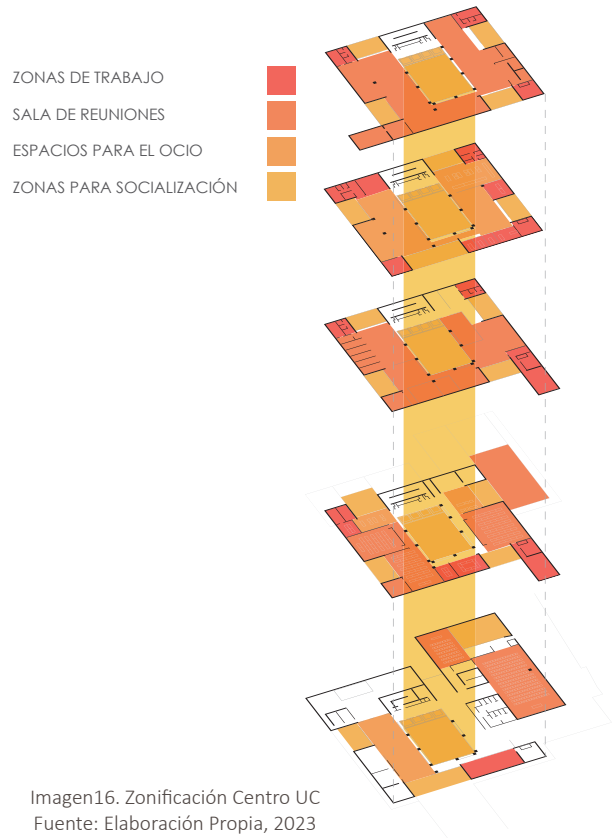 ZONAS DE TRABAJO
SALA DE REUNIONES
ESPACIOS PARA EL OCIO
ZONAS PARA SOCIALIZACIÓN
Imagen16. Zonificación Centro UC
Fuente: Elaboración Propia, 2023